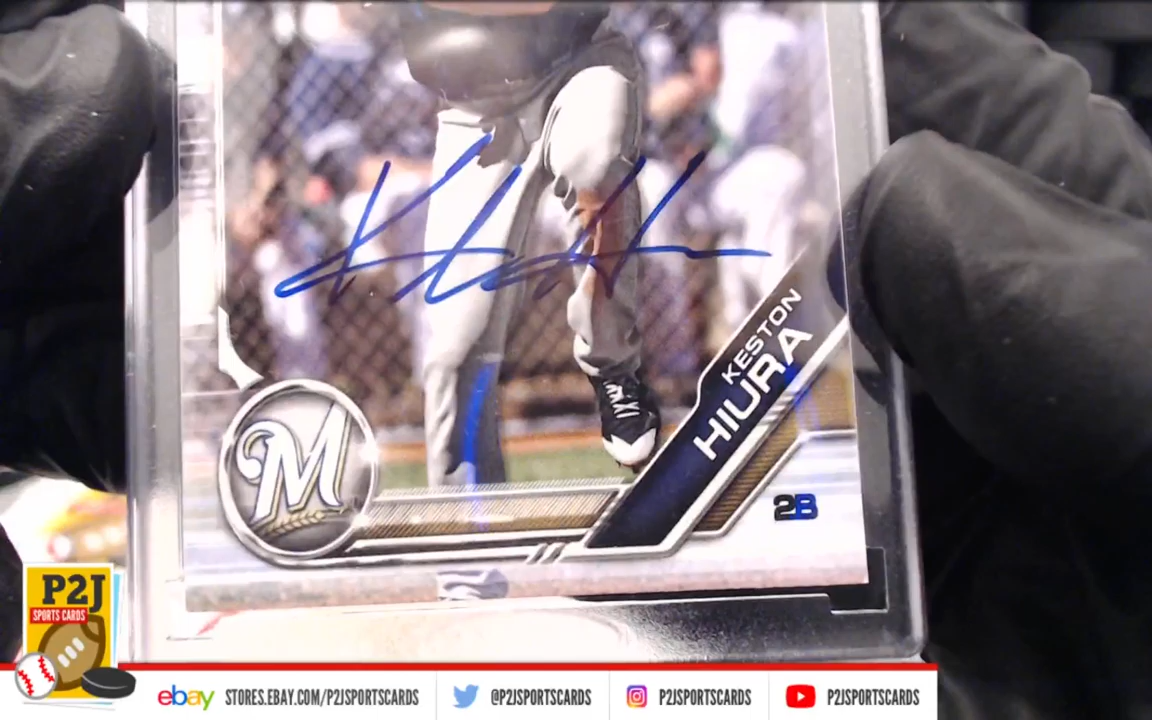 KESTON
HIURA
M
2B
P2J
SPORTS CARDS
ebay STORES.EBAY.COM/P2JSPORTSCARDS
@P2JSPORTSCARDS
P2JSPORTSCARDS
P2JSPORTSCARDS